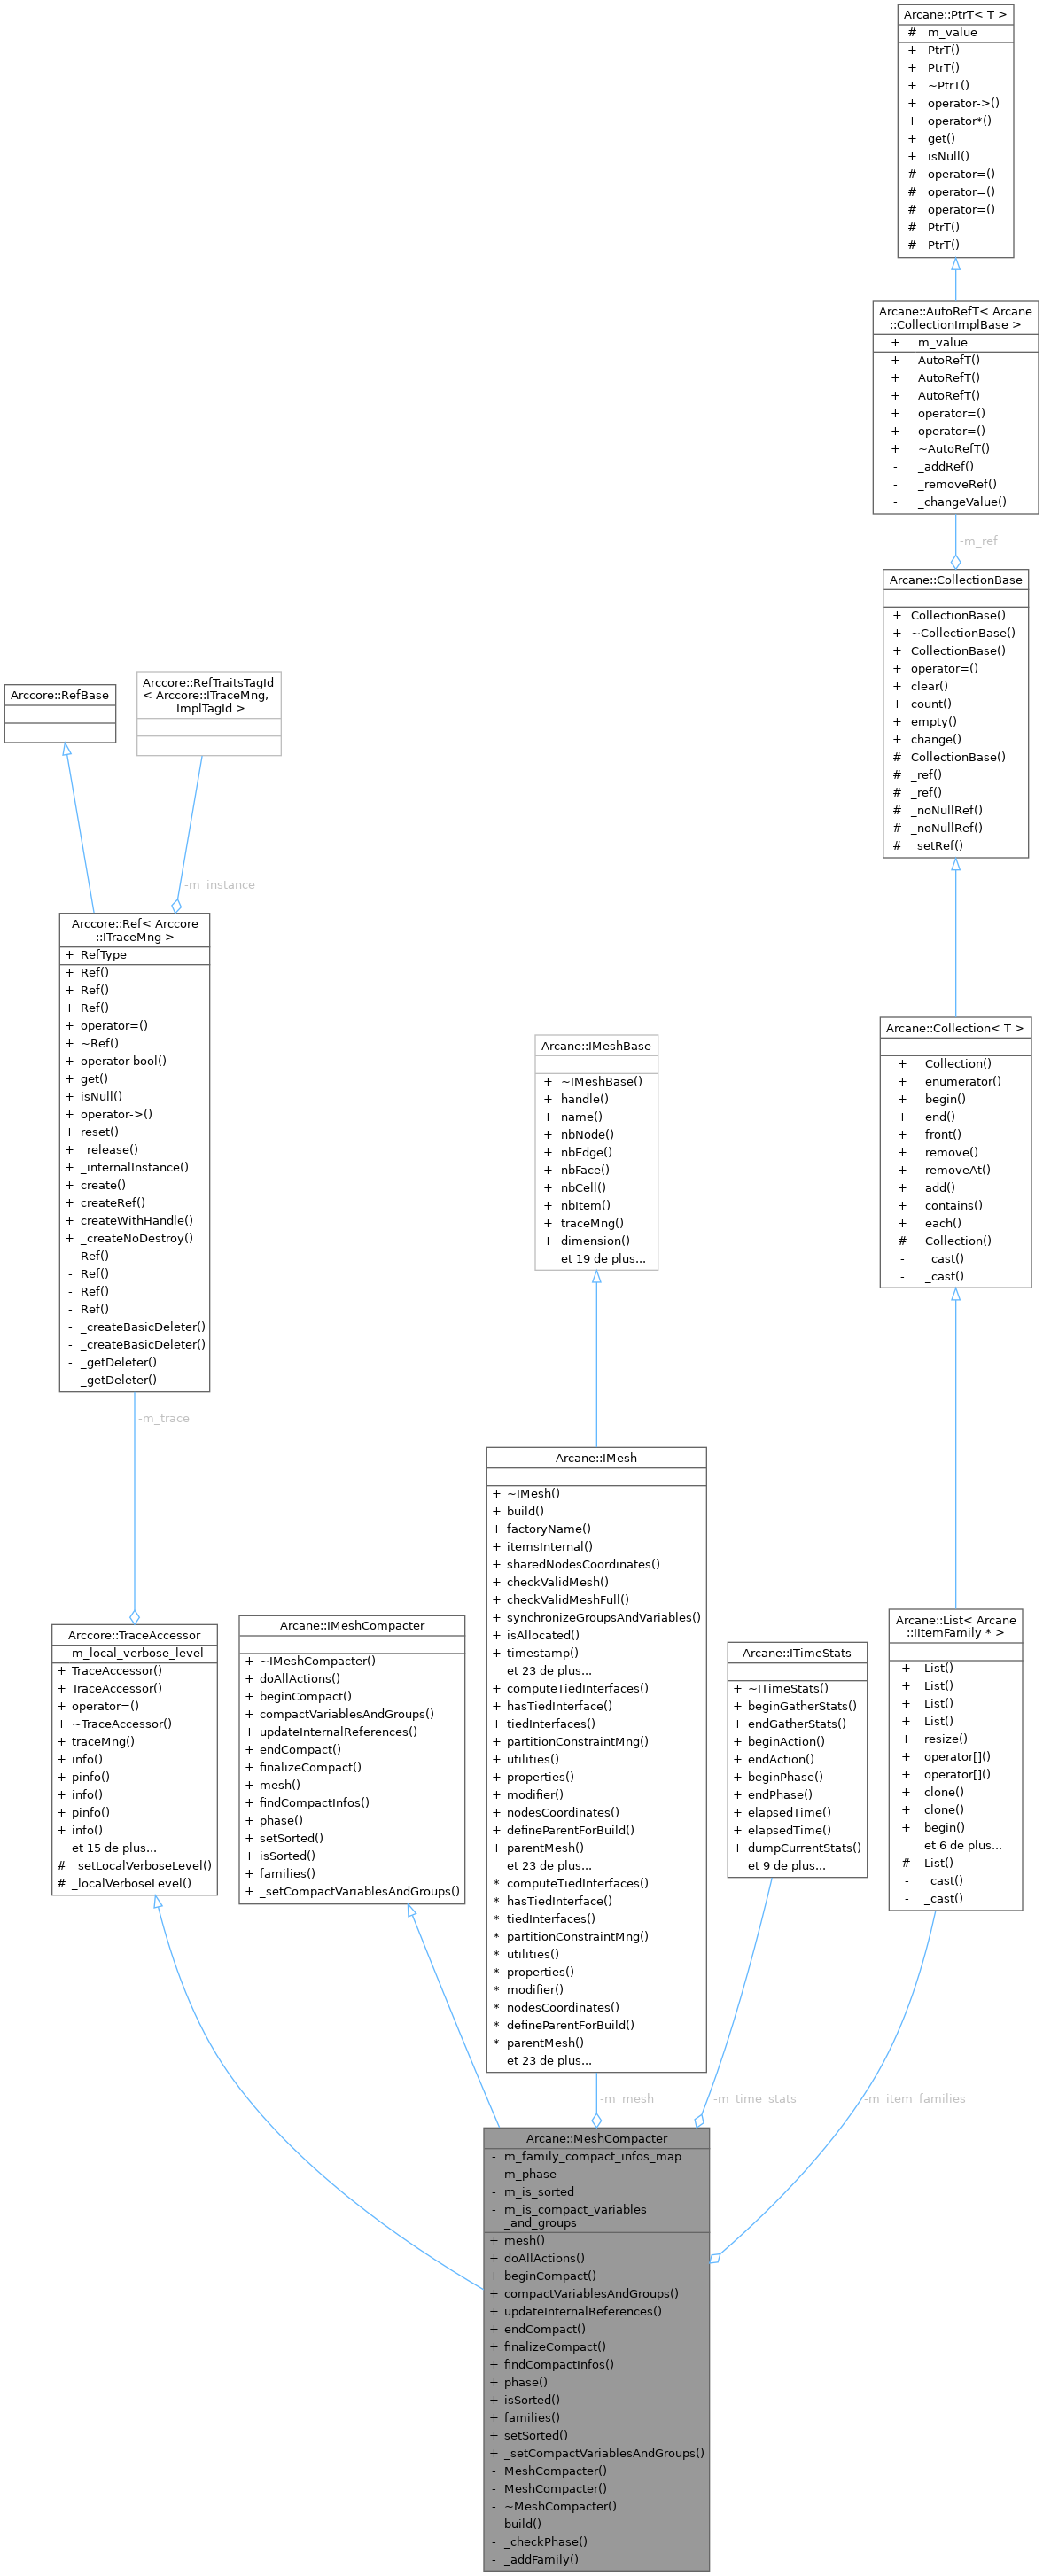 Arcane::PtrT< T >
# m_value
+ PtrT()
+ PtrT()
+ ~PtrT()
+ operator->()
+ operator*()
+ get()
+ isNull()
# operator=()
# operator=()
# operator=()
# PtrT()
# PtrT()
Arcane::AutoRefT< Arcane
::CollectionImplBase >
+ m_value
+ AutoRefT()
+ AutoRefT()
+ AutoRefT()
+ operator=()
+ operator=()
+ ~AutoRefT()
- _addRef()
- _removeRef()
- _changeValue()
-m_ref
Arcane::CollectionBase
+ CollectionBase()
+ ~CollectionBase()
+ CollectionBase()
+ operator=()
+ clear()
+ count()
+ empty()
+ change()
# CollectionBase()
# _ref()
# _ref()
# _noNullRef()
# _noNullRef()
# _setRef()
Arccore::RefBase
Arccore::RefTraitsTagId
< Arccore::ITraceMng,
ImplTagId >
-m_instance
Arccore::Ref< Arccore
::ITraceMng >
+ RefType
+ Ref()
+ Ref()
+ Ref()
+ operator=()
+ ~Ref()
+ operator bool()
+ get()
+ isNull()
+ operator->()
+ reset()
+ _release()
+ _internalInstance()
+ create()
+ createRef()
+ createWithHandle()
+ _createNoDestroy()
- Ref()
- Ref()
- Ref()
- Ref()
- _createBasicDeleter()
- _createBasicDeleter()
- _getDeleter()
- _getDeleter()
-m_trace
Arcane::IMeshBase
+ ~IMeshBase()
+ handle()
+ name()
+ nbNode()
+ nbEdge()
+ nbFace()
+ nbCell()
+ nbItem()
+ traceMng()
+ dimension()
et 19 de plus...
Arcane::Collection< T >
+ Collection()
+ enumerator()
+ begin()
+ end()
+ front()
+ remove()
+ removeAt()
+ add()
+ contains()
+ each()
# Collection()
- _cast()
- _cast()
Arccore::TraceAccessor
- m_local_verbose_level
+ TraceAccessor()
+ TraceAccessor()
+ operator=()
+ ~TraceAccessor()
+ traceMng()
+ info()
+ pinfo()
+ info()
+ pinfo()
+ info()
et 15 de plus...
# _setLocalVerboseLevel()
# _localVerboseLevel()
Arcane::IMeshCompacter
+ ~IMeshCompacter()
+ doAllActions()
+ beginCompact()
+ compactVariablesAndGroups()
+ updateInternalReferences()
+ endCompact()
+ finalizeCompact()
+ mesh()
+ findCompactInfos()
+ phase()
+ setSorted()
+ isSorted()
+ families()
+ _setCompactVariablesAndGroups()
Arcane::IMesh
+ ~IMesh()
+ build()
+ factoryName()
+ itemsInternal()
+ sharedNodesCoordinates()
+ checkValidMesh()
+ checkValidMeshFull()
+ synchronizeGroupsAndVariables()
+ isAllocated()
+ timestamp()
et 23 de plus...
+ computeTiedInterfaces()
+ hasTiedInterface()
+ tiedInterfaces()
+ partitionConstraintMng()
+ utilities()
+ properties()
+ modifier()
+ nodesCoordinates()
+ defineParentForBuild()
+ parentMesh()
et 23 de plus...
* computeTiedInterfaces()
* hasTiedInterface()
* tiedInterfaces()
* partitionConstraintMng()
* utilities()
* properties()
* modifier()
* nodesCoordinates()
* defineParentForBuild()
* parentMesh()
et 23 de plus...
Arcane::ITimeStats
+ ~ITimeStats()
+ beginGatherStats()
+ endGatherStats()
+ beginAction()
+ endAction()
+ beginPhase()
+ endPhase()
+ elapsedTime()
+ elapsedTime()
+ dumpCurrentStats()
et 9 de plus...
Arcane::List< Arcane
::IItemFamily * >
+ List()
+ List()
+ List()
+ List()
+ resize()
+ operator[]()
+ operator[]()
+ clone()
+ clone()
+ begin()
et 6 de plus...
# List()
- _cast()
- _cast()
-m_mesh
-m_time_stats
-m_item_families
Arcane::MeshCompacter
- m_family_compact_infos_map
- m_phase
- m_is_sorted
- m_is_compact_variables
_and_groups
+ mesh()
+ doAllActions()
+ beginCompact()
+ compactVariablesAndGroups()
+ updateInternalReferences()
+ endCompact()
+ finalizeCompact()
+ findCompactInfos()
+ phase()
+ isSorted()
+ families()
+ setSorted()
+ _setCompactVariablesAndGroups()
- MeshCompacter()
- MeshCompacter()
- ~MeshCompacter()
- build()
- _checkPhase()
- _addFamily()